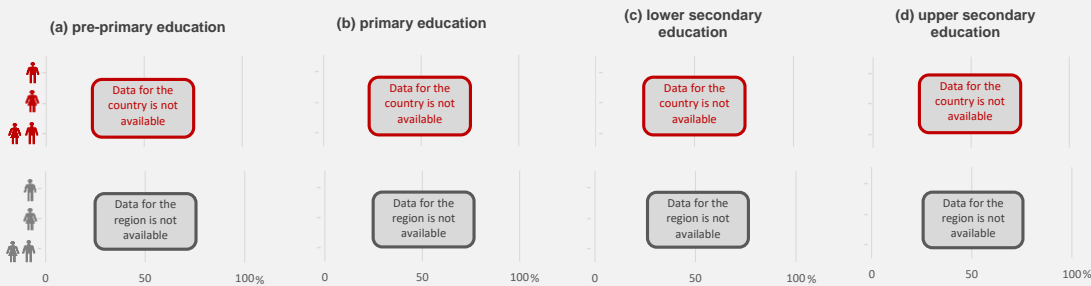 (a) pre-primary education
(b) primary education
(c) lower secondary
education
(d) upper secondary
education
Data for the
country is not
available
Data for the
country is not
available
Data for the
country is not
available
Data for the
country is not
available
Data for the
region is not
available
Data for the
region is not
available
Data for the
region is not
available
Data for the
region is not
available
0 50 100%
0 50 100%
0 50 100%
0 50 100%